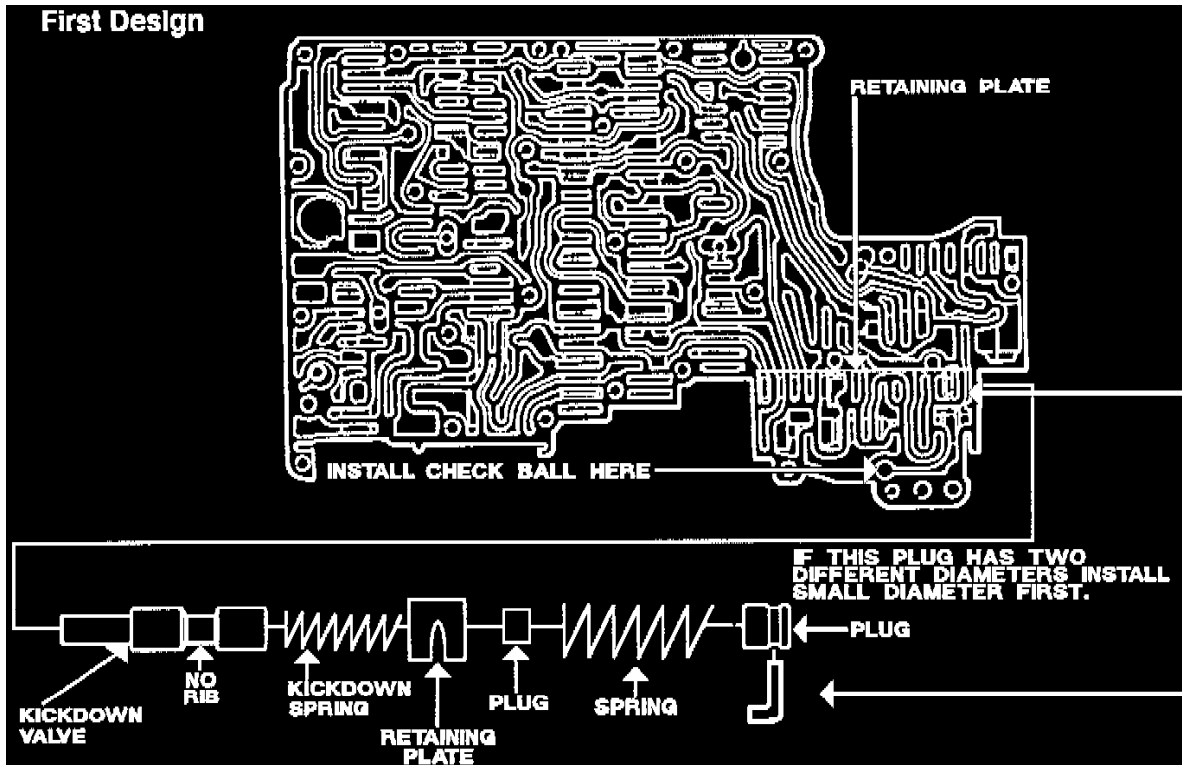 First Design
RETAINING PLATE
INSTALL CHECK BALL HERE
IF THIS PLUG HAS TWO
DIFFERENT DIAMETERS INSTALL
SMALL DIAMETER FIRST.
PLUG
NO
RIB
KICKDOWN
SPRING
PLUG
SPRING
KICKDOWN
VALVE
RETAINING
PLATE